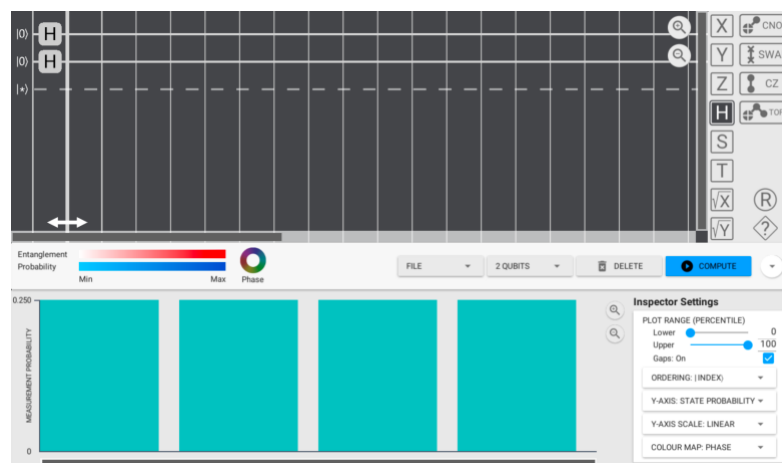 |0⟩ H X CNO
|0⟩ H Y SWA
|⋆⟩ Z CZ
H TOF
S
T
√X R
√Y ?
Entanglement
Probability
Min Max Phase
FILE 2 QUBITS DELETE COMPUTE
0.250
MEASUREMENT PROBABILITY
0
Inspector Settings
PLOT RANGE (PERCENTILE)
Lower 0
Upper 100
Gaps: On
ORDERING: |INDEX⟩
Y-AXIS: STATE PROBABILITY
Y-AXIS SCALE: LINEAR
COLOUR MAP: PHASE